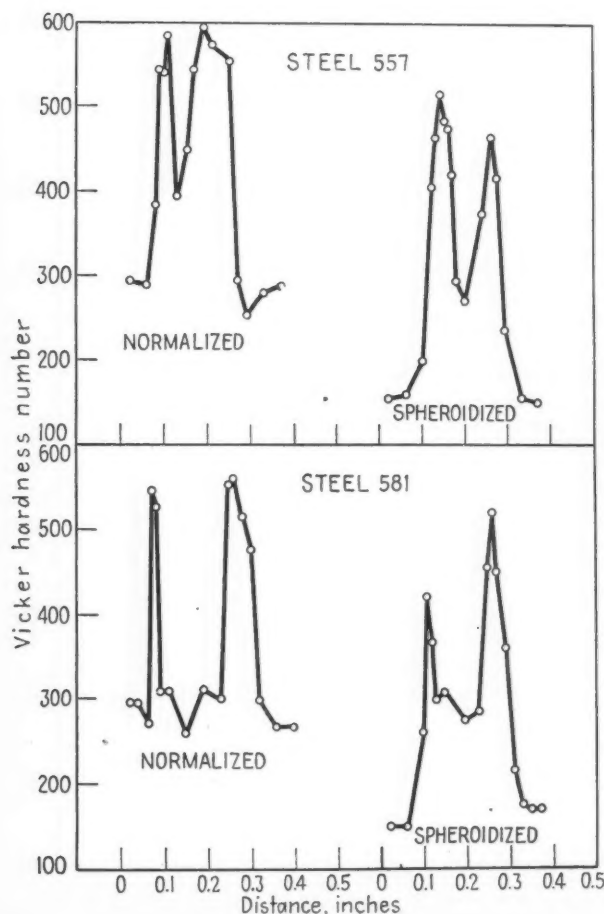 600
STEEL 557
500
400
300
NORMALIZED
200
SPHEROIDIZED
100
600
STEEL 581
500
400
300
NORMALIZED
200
SPHEROIDIZED
100
Vicker hardness number
0 0.1 0.2 0.3 0.4 0.5 0 0.1 0.2 0.3 0.4 0.5
Distance, inches